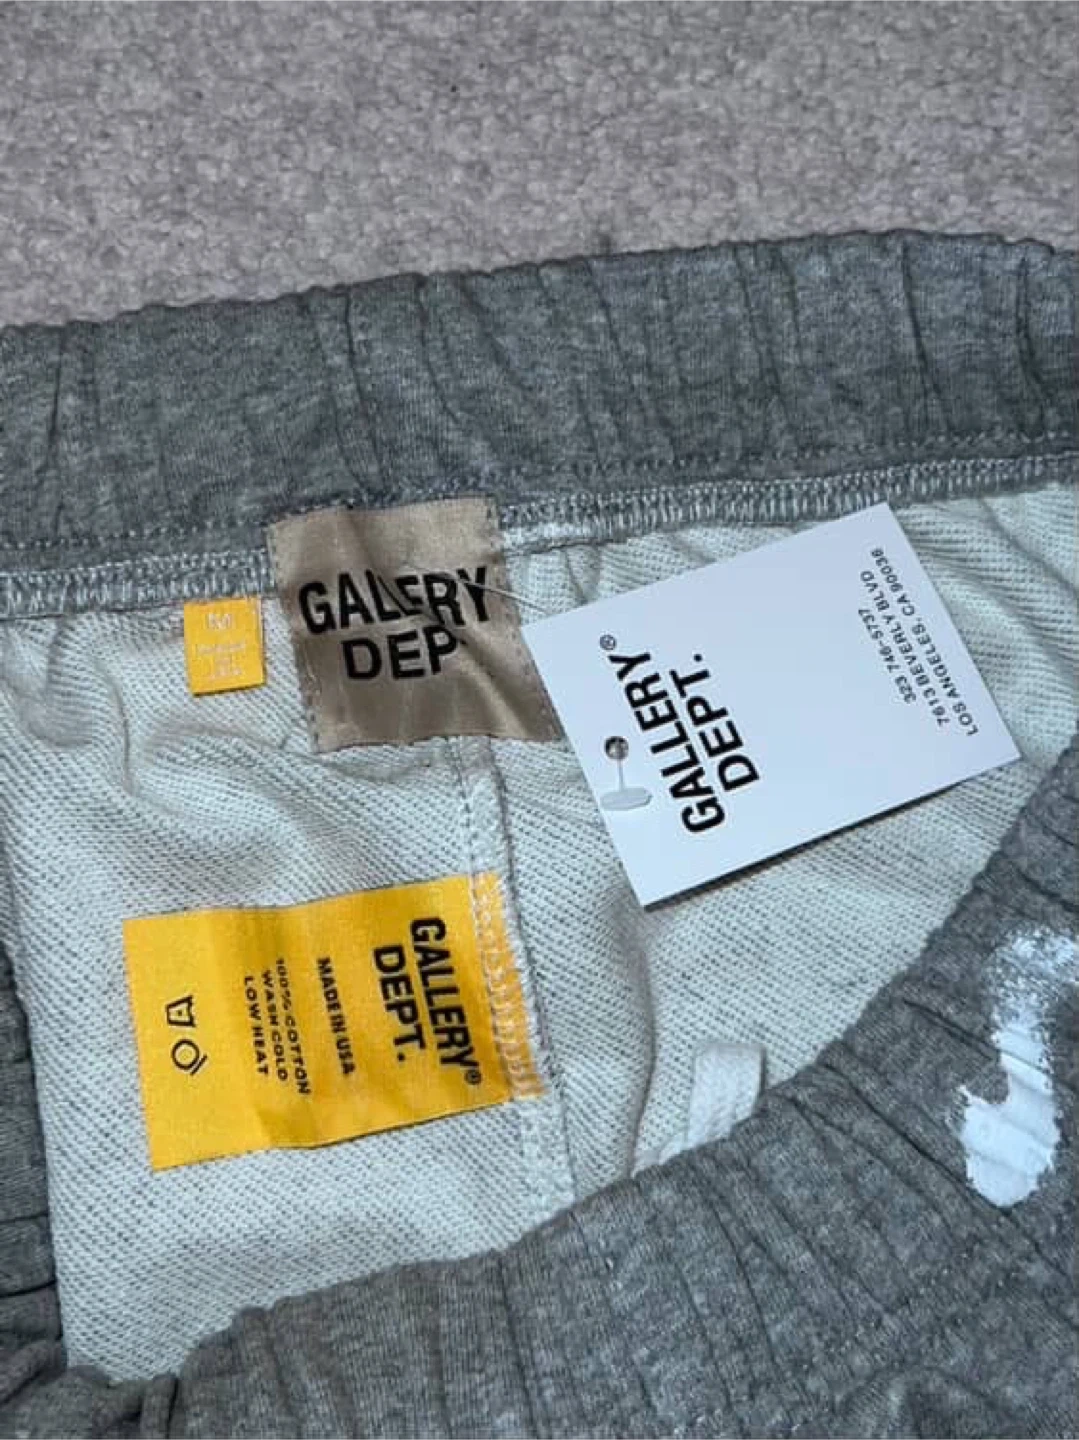 GALLERY
DEP
M
GALLERY®
DEPT.
323 746-5737
7613 BEVERLY BLVD
LOS ANGELES, CA 90036
GALLERY®
DEPT.
MADE IN USA
100% COTTON
WASH COLD
LOW HEAT